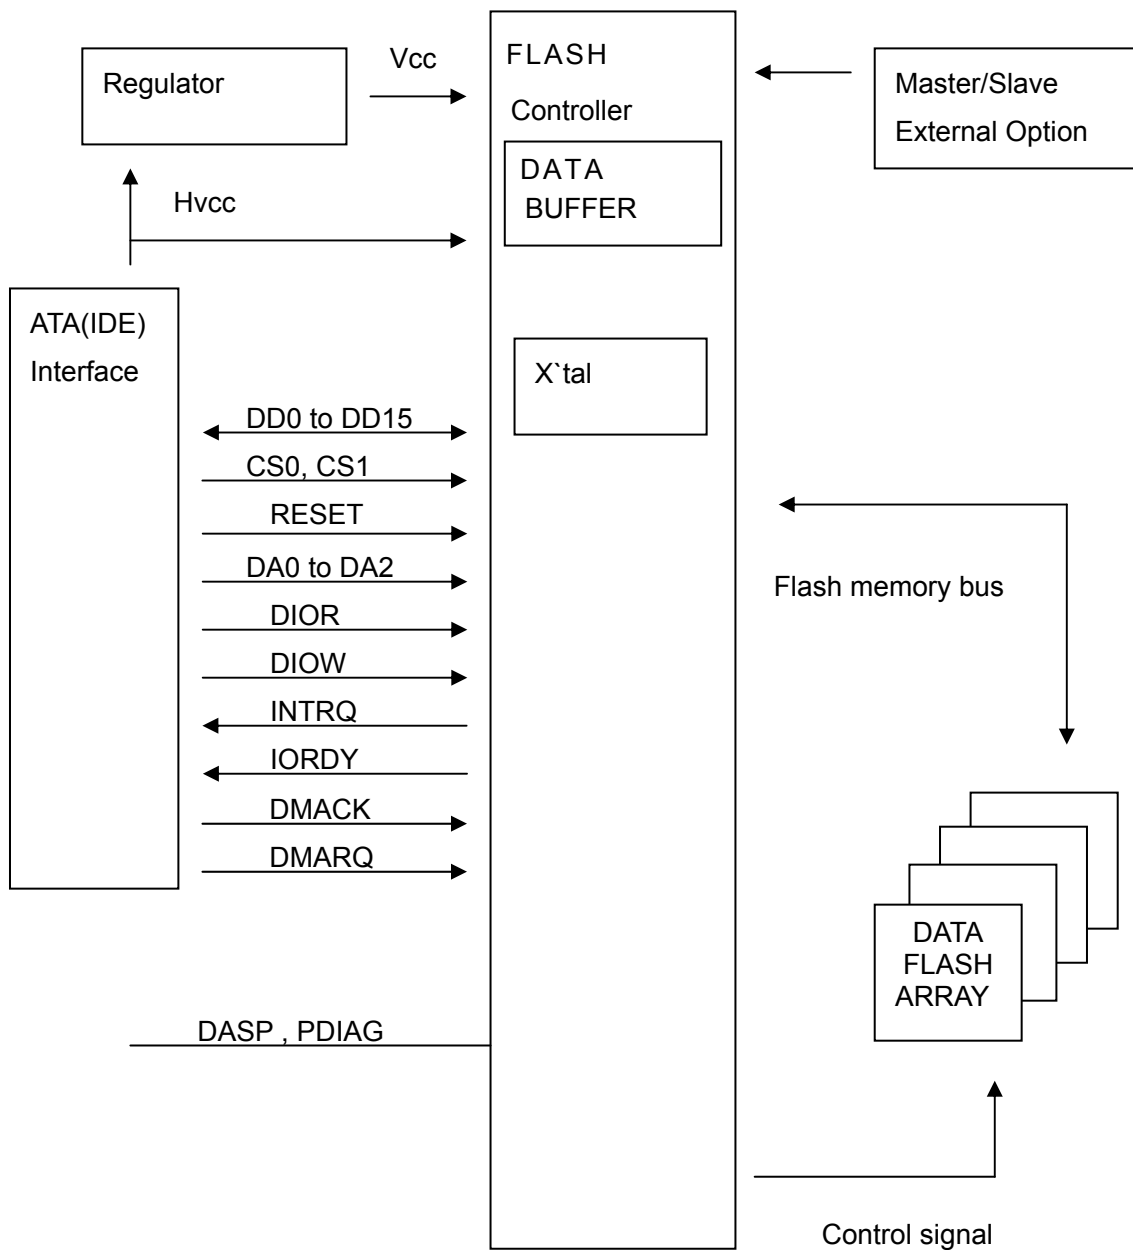 Regulator
Vcc
FLASH
Controller
DATA
BUFFER
Master/Slave
External Option
Hvcc
ATA(IDE)
Interface
X`tal
DD0 to DD15
CS0, CS1
RESET
DA0 to DA2
DIOR
DIOW
INTRQ
IORDY
DMACK
DMARQ
Flash memory bus
DATA
FLASH
ARRAY
DASP , PDIAG
Control signal